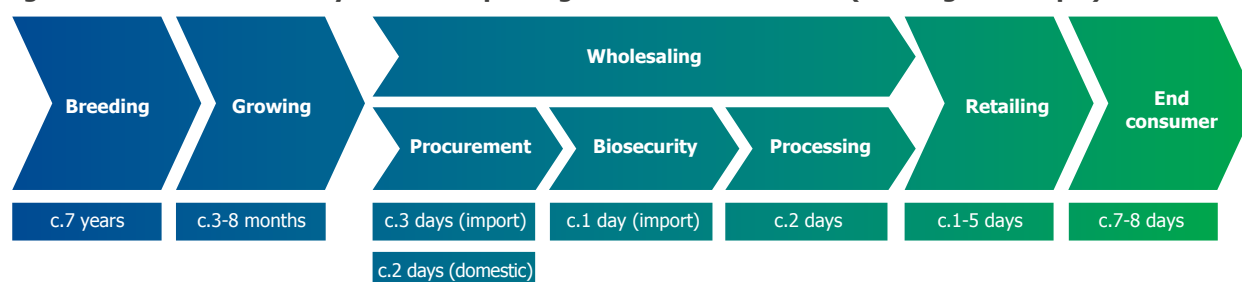 Wholesaling
Breeding
Growing
Procurement
Biosecurity
Processing
Retailing
End
consumer
c.7 years
c.3-8 months
c.3 days (import)
c.1 day (import)
c.2 days
c.1-5 days
c.7-8 days
c.2 days (domestic)